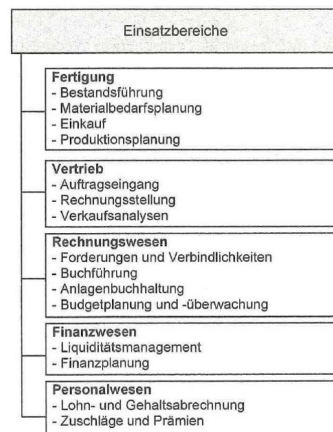 Einsatzbereiche
Fertigung
- Bestandsführung
- Materialbedarfsplanung
- Einkauf
- Produktionsplanung
Vertrieb
- Auftragseingang
- Rechnungsstellung
- Verkaufsanalysen
Rechnungswesen
- Forderungen und Verbindlichkeiten
- Buchführung
- Anlagenbuchhaltung
- Budgetplanung und -überwachung
Finanzwesen
- Liquiditätsmanagement
- Finanzplanung
Personalwesen
- Lohn- und Gehaltsabrechnung
- Zuschläge und Prämien